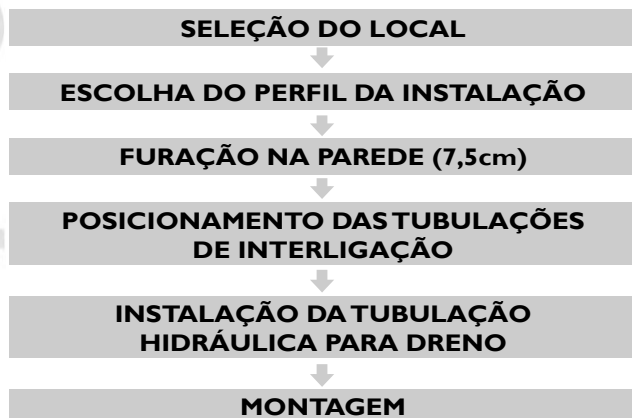 SELEÇÃO DO LOCAL
ESCOLHA DO PERFIL DA INSTALAÇÃO
FURAÇÃO NA PAREDE (7,5cm)
POSICIONAMENTO DAS TUBULAÇÕES
DE INTERLIGAÇÃO
INSTALAÇÃO DA TUBULAÇÃO
HIDRÁULICA PARA DRENO
MONTAGEM